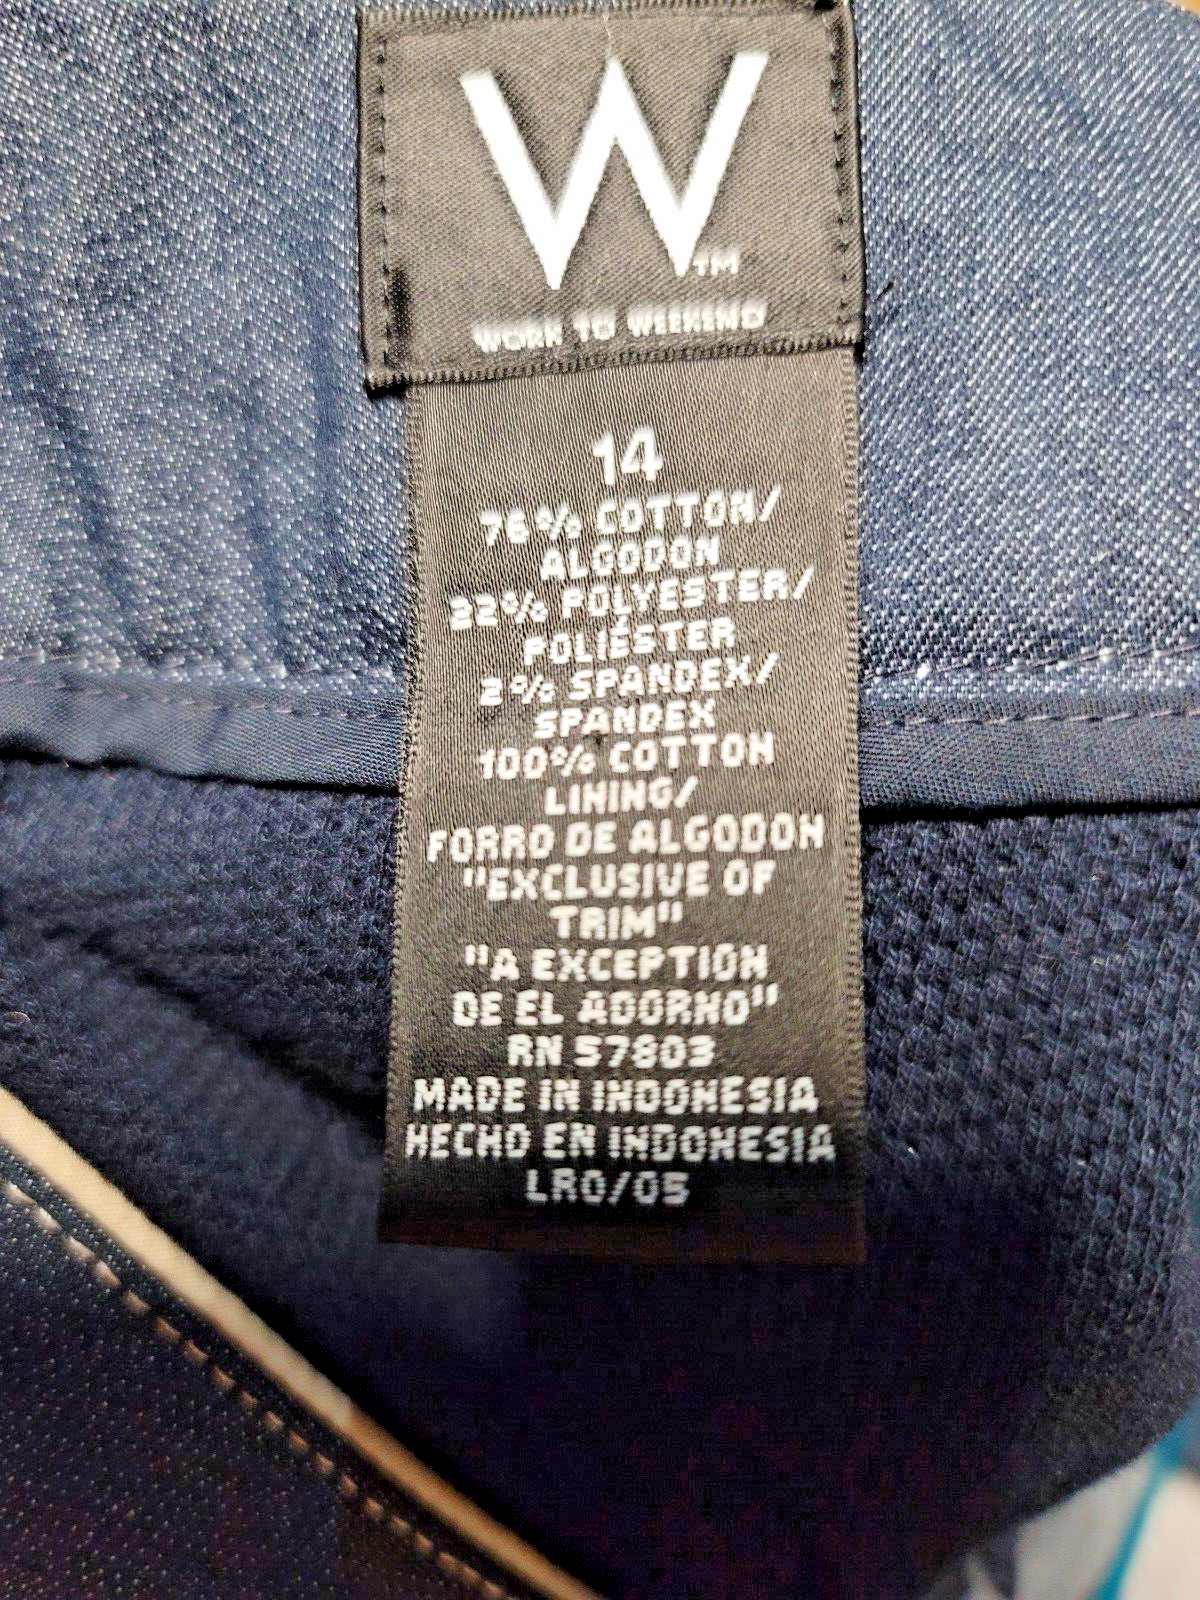 W
TM
WORK TO WEEKEND
14
76% COTTON/
ALGODON
22% POLYESTER/
POLIÉSTER
2% SPANDEX/
SPANDEX
100% COTTON
LINING/
FORRO DE ALGODON
"EXCLUSIVE OF
TRIM"
"A EXCEPTION
DE EL ADORNO"
RN 57803
MADE IN INDONESIA
HECHO EN INDONESIA
LRO/05